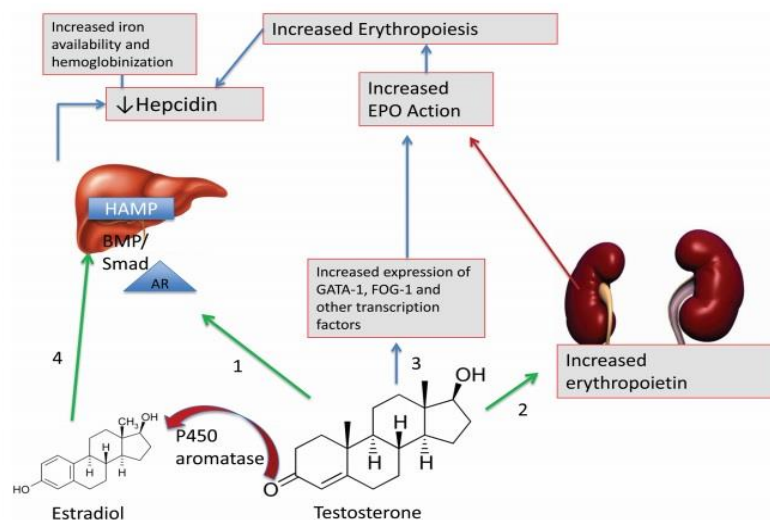 Increased iron
availability and
hemoglobinization
Increased Erythropoiesis
↓ Hepcidin
Increased
EPO Action
HAMP
BMP/
Smad
AR
Increased expression of
GATA-1, FOG-1 and
other transcription
factors
Increased
erythropoietin
4
1
3
2
OH
CH₃
OH
H
H
H
HO
P450
aromatase
H
H
H
O
Estradiol
Testosterone